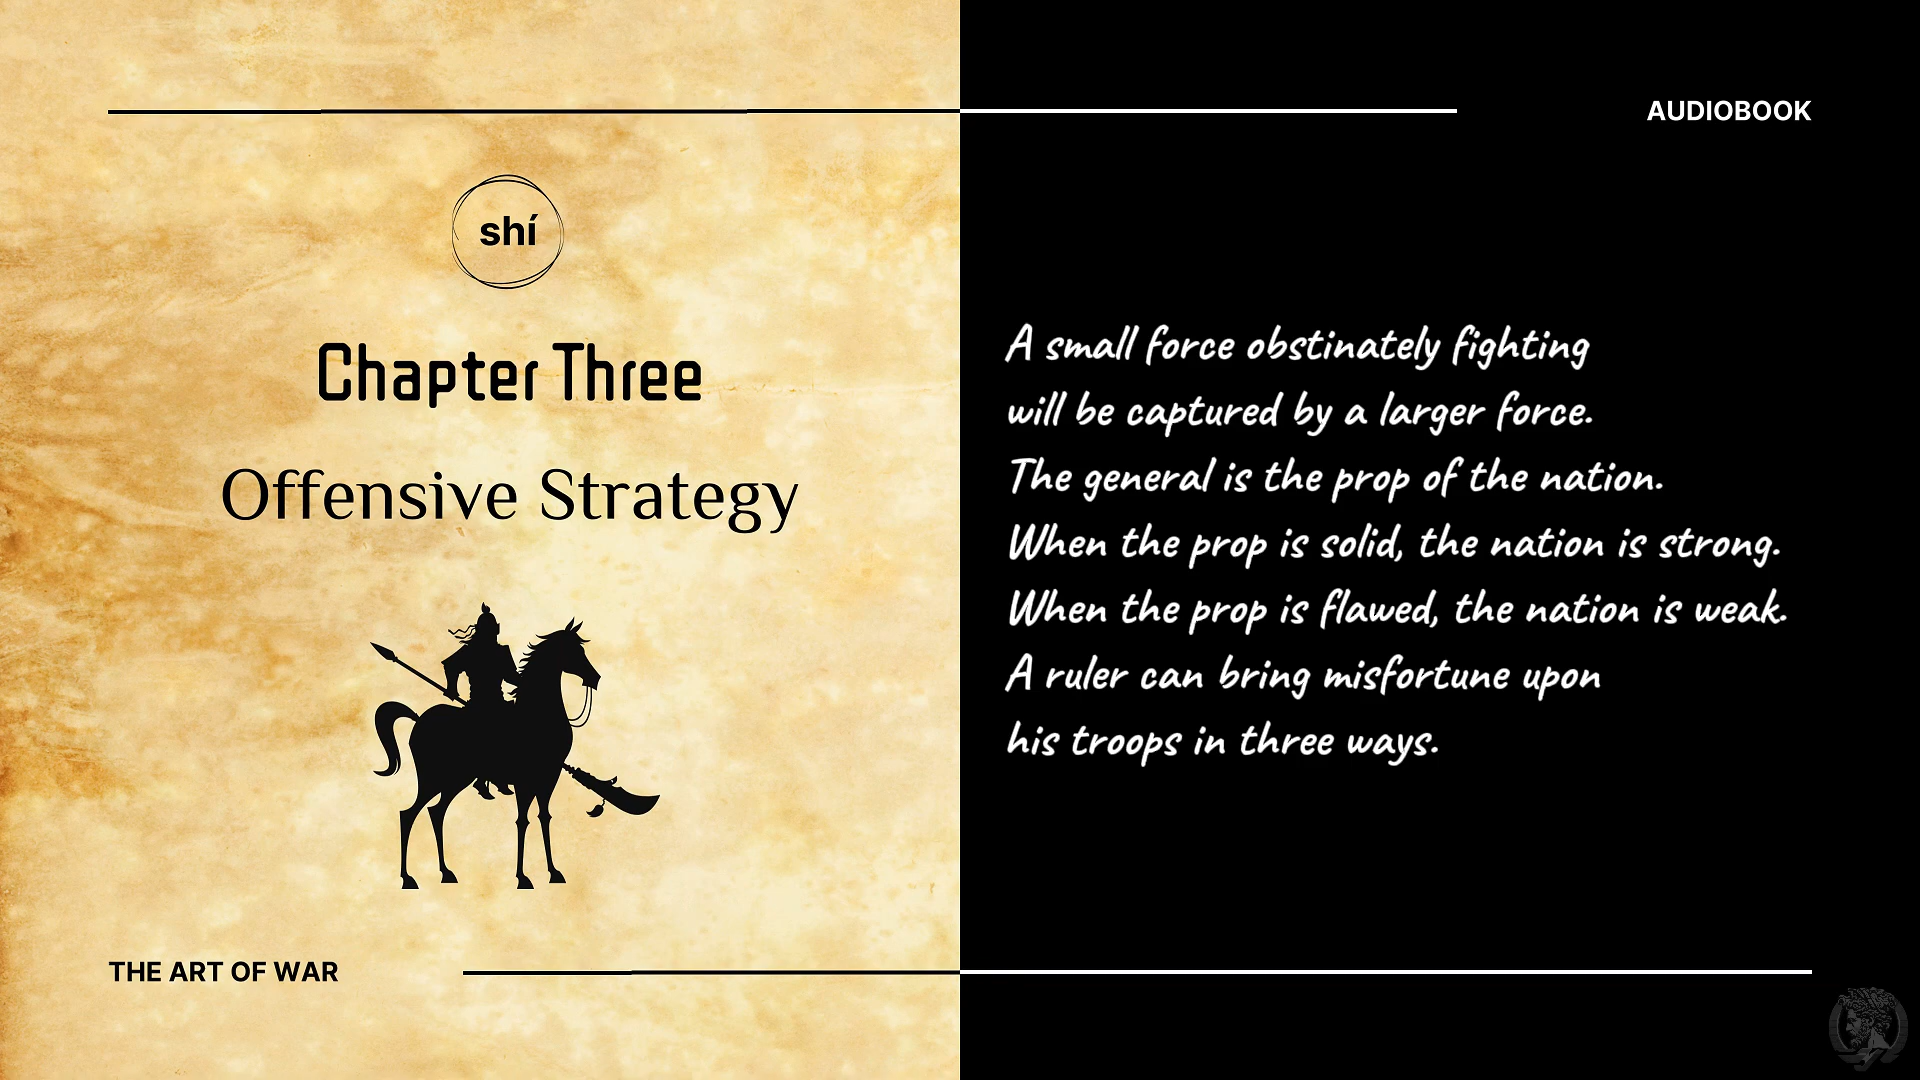 shí
Chapter Three
Offensive Strategy
THE ART OF WAR
AUDIOBOOK
A small force obstinately fighting
will be captured by a larger force.
The general is the prop of the nation.
When the prop is solid, the nation is strong.
When the prop is flawed, the nation is weak.
A ruler can bring misfortune upon
his troops in three ways.